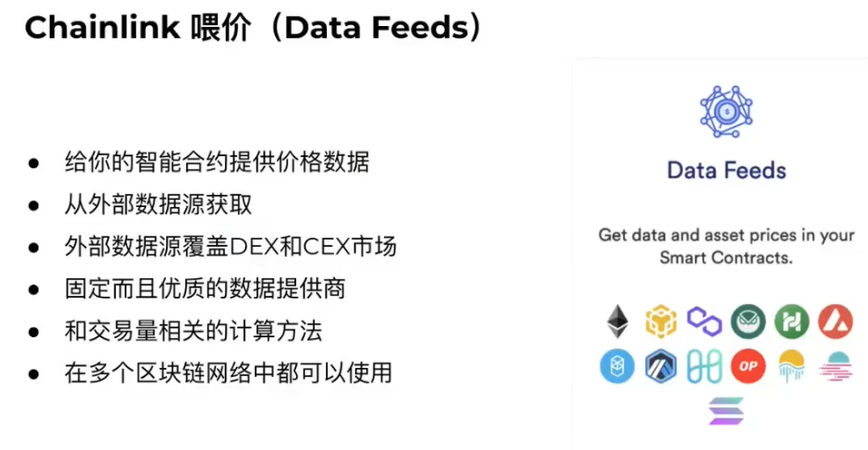 Chainlink 喂价（Data Feeds）
● 给你的智能合约提供价格数据
● 从外部数据源获取
● 外部数据源覆盖DEX和CEX市场
● 固定而且优质的数据提供商
● 和交易量相关的计算方法
● 在多个区块链网络中都可以使用
Data Feeds
Get data and asset prices in your
Smart Contracts.
OP